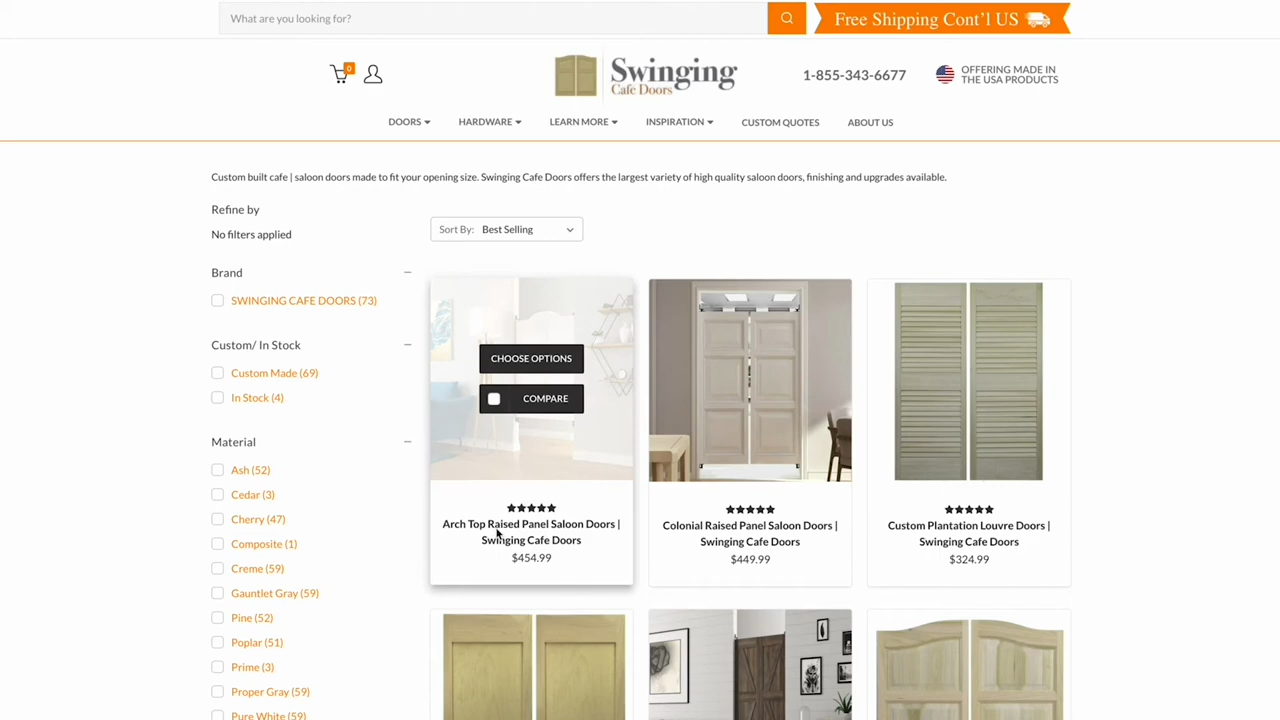 What are you looking for?
Free Shipping Cont'l US
0
Swinging
Cafe Doors
1-855-343-6677
OFFERING MADE IN
THE USA PRODUCTS
DOORS
HARDWARE
LEARN MORE
INSPIRATION
CUSTOM QUOTES
ABOUT US
Custom built cafe | saloon doors made to fit your opening size. Swinging Cafe Doors offers the largest variety of high quality saloon doors, finishing and upgrades available.
Refine by
No filters applied
Sort By: Best Selling
Brand
SWINGING CAFE DOORS (73)
Custom/ In Stock
Custom Made (69)
In Stock (4)
Material
Ash (52)
Cedar (3)
Cherry (47)
Composite (1)
Creme (59)
Gauntlet Gray (59)
Pine (52)
Poplar (51)
Prime (3)
Proper Gray (59)
Pure White (59)
CHOOSE OPTIONS
COMPARE
Arch Top Raised Panel Saloon Doors |
Swinging Cafe Doors
$454.99
Colonial Raised Panel Saloon Doors |
Swinging Cafe Doors
$449.99
Custom Plantation Louvre Doors |
Swinging Cafe Doors
$324.99